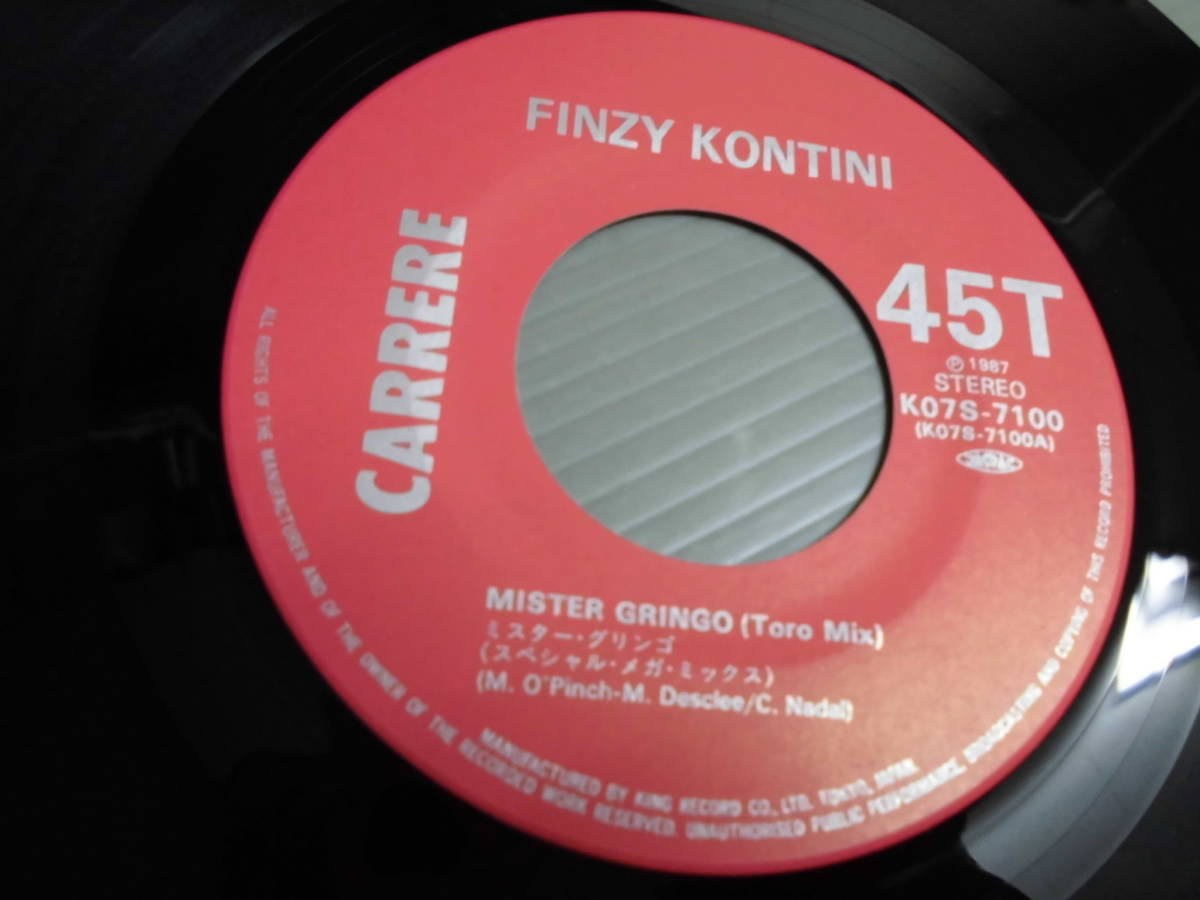 FINZY KONTINI
CARRERE
45T
Ⓟ 1987
STEREO
K07S-7100
(K07S-7100A)
MISTER GRINGO (Toro Mix)
ミスター・グリンゴ
(スペシャル・メガ・ミックス)
(M. O'Pinch-M. Desclee/C. Nadal)
MANUFACTURED BY KING RECORD CO., LTD. TOKYO, JAPAN.
ALL RIGHTS OF THE MANUFACTURER AND OF THE OWNER OF THE RECORDED WORK RESERVED. UNAUTHORISED PUBLIC PERFORMANCE, BROADCASTING AND COPYING OF THIS RECORD PROHIBITED